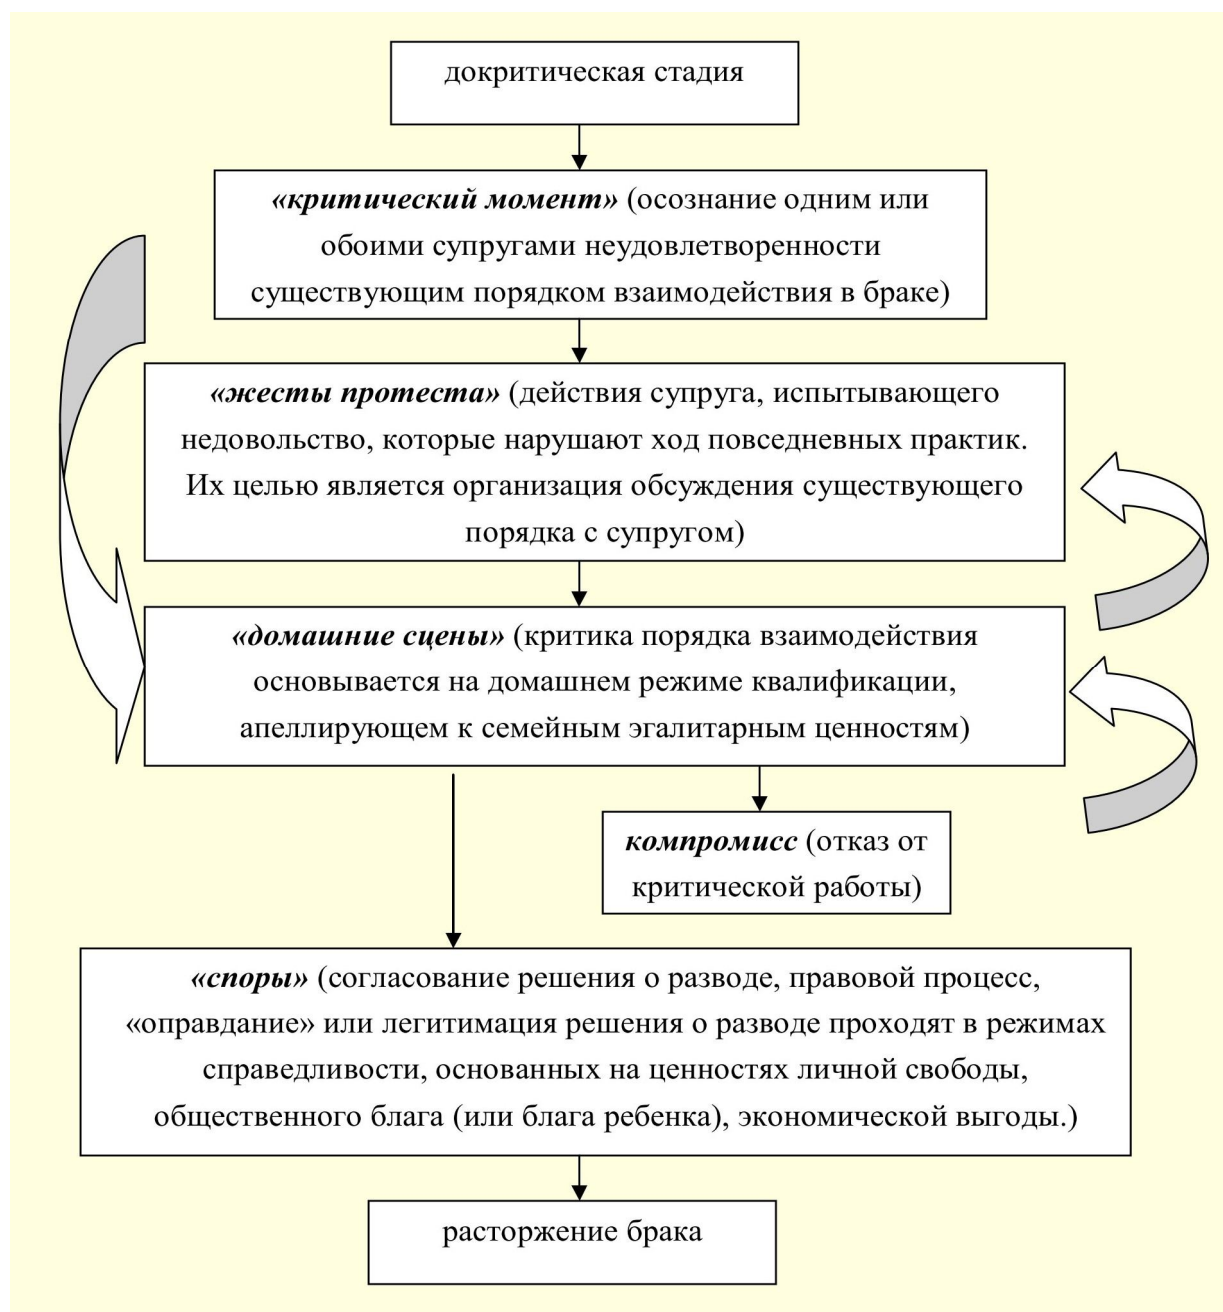 докритическая стадия
«критический момент» (осознание одним или
обоими супругами неудовлетворенности
существующим порядком взаимодействия в браке)
«жесты протеста» (действия супруга, испытывающего
недовольство, которые нарушают ход повседневных практик.
Их целью является организация обсуждения существующего
порядка с супругом)
«домашние сцены» (критика порядка взаимодействия
основывается на домашнем режиме квалификации,
апеллирующем к семейным эгалитарным ценностям)
компромисс (отказ от
критической работы)
«споры» (согласование решения о разводе, правовой процесс,
«оправдание» или легитимация решения о разводе проходят в режимах
справедливости, основанных на ценностях личной свободы,
общественного блага (или блага ребенка), экономической выгоды.)
расторжение брака